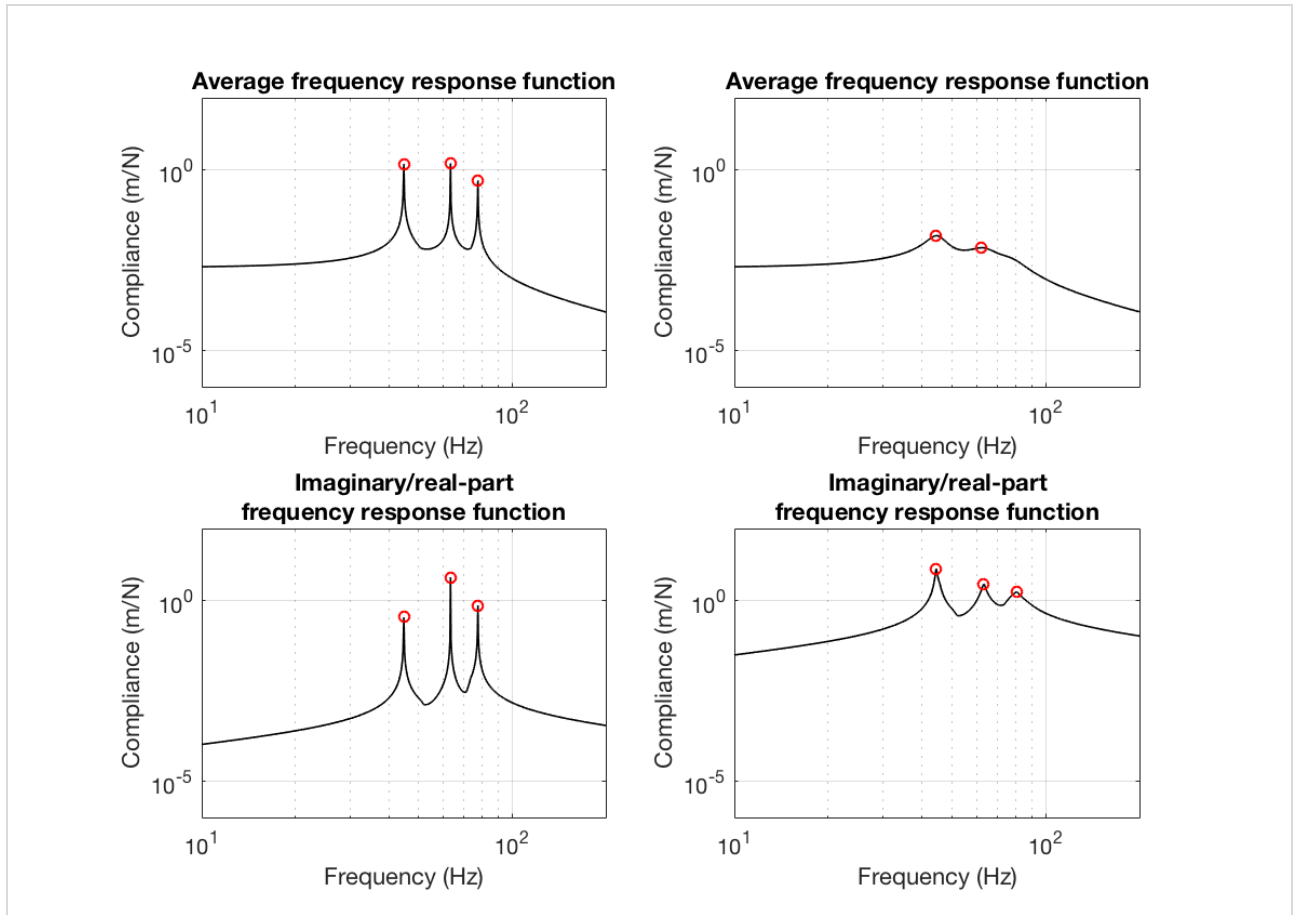 Average frequency response function
Compliance (m/N)
10^0
10^-5
10^1
10^2
Frequency (Hz)
Average frequency response function
Compliance (m/N)
10^0
10^-5
10^1
10^2
Frequency (Hz)
Imaginary/real-part
frequency response function
Compliance (m/N)
10^0
10^-5
10^1
10^2
Frequency (Hz)
Imaginary/real-part
frequency response function
Compliance (m/N)
10^0
10^-5
10^1
10^2
Frequency (Hz)